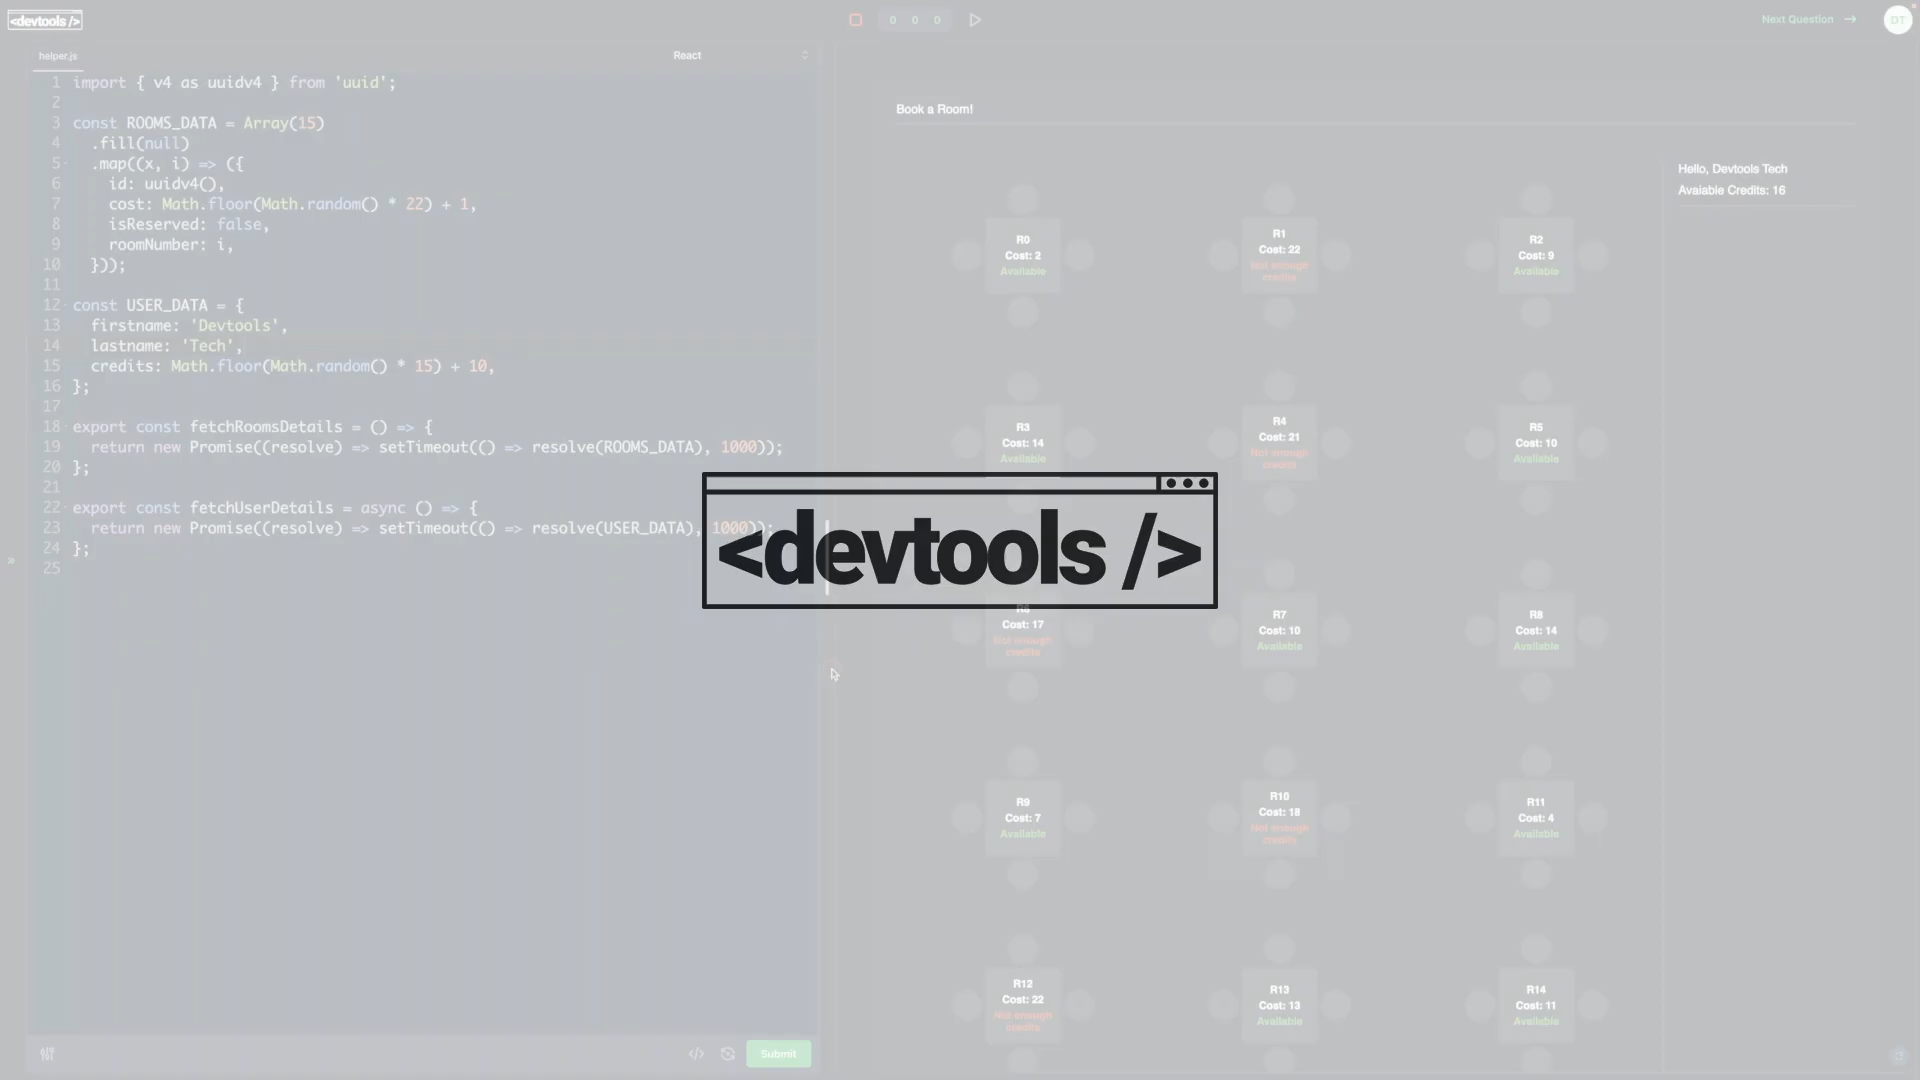 <devtools />
0 0 0
Next Question →
DT
helper.js
React
1 import { v4 as uuidv4 } from 'uuid';
2
3 const ROOMS_DATA = Array(15)
4 .fill(null)
5 .map((x, i) => ({
6 id: uuidv4(),
7 cost: Math.floor(Math.random() * 22) + 1,
8 isReserved: false,
9 roomNumber: i,
10 }));
11
12 const USER_DATA = {
13 firstname: 'Devtools',
14 lastname: 'Tech',
15 credits: Math.floor(Math.random() * 15) + 10,
16 };
17
18 export const fetchRoomsDetails = () => {
19 return new Promise((resolve) => setTimeout(() => resolve(ROOMS_DATA), 1000));
20 };
21
22 export const fetchUserDetails = async () => {
23 return new Promise((resolve) => setTimeout(() => resolve(USER_DATA), 1000));
24 };
25
</>
Submit
Book a Room!
Hello, Devtools Tech
Avaiable Credits: 16
R0
Cost: 2
Available
R1
Cost: 22
Not enough
credits
R2
Cost: 9
Available
R3
Cost: 14
Available
R4
Cost: 21
Not enough
credits
R5
Cost: 10
Available
<devtools />
R6
Cost: 17
Not enough
credits
R7
Cost: 10
Available
R8
Cost: 14
Available
R9
Cost: 7
Available
R10
Cost: 18
Not enough
credits
R11
Cost: 4
Available
R12
Cost: 22
Not enough
credits
R13
Cost: 13
Available
R14
Cost: 11
Available